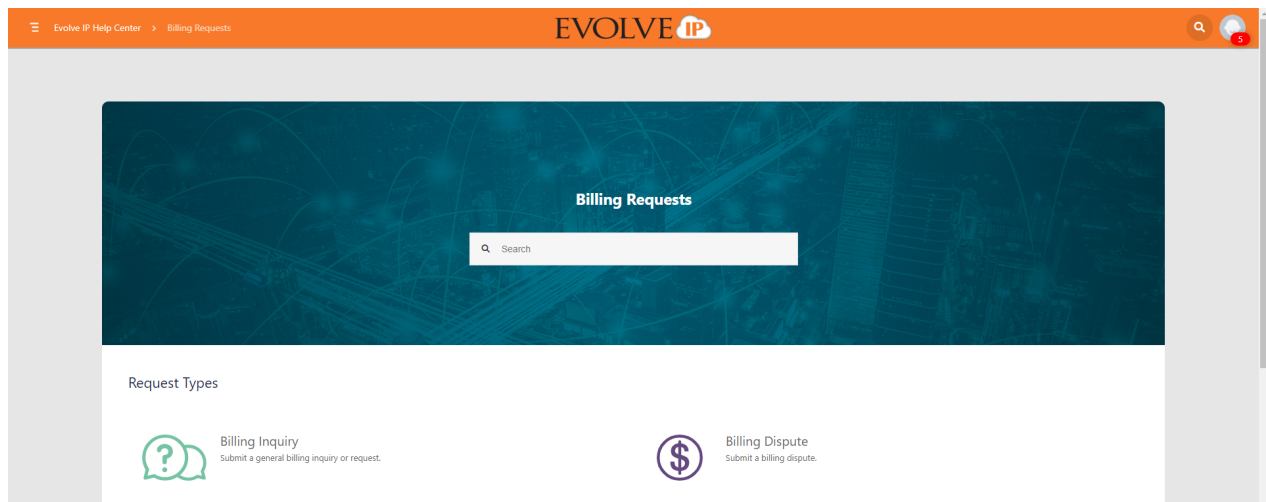 Evolve IP Help Center > Billing Requests
EVOLVE IP
5
Billing Requests
Search
Request Types
Billing Inquiry
Submit a general billing inquiry or request.
Billing Dispute
Submit a billing dispute.